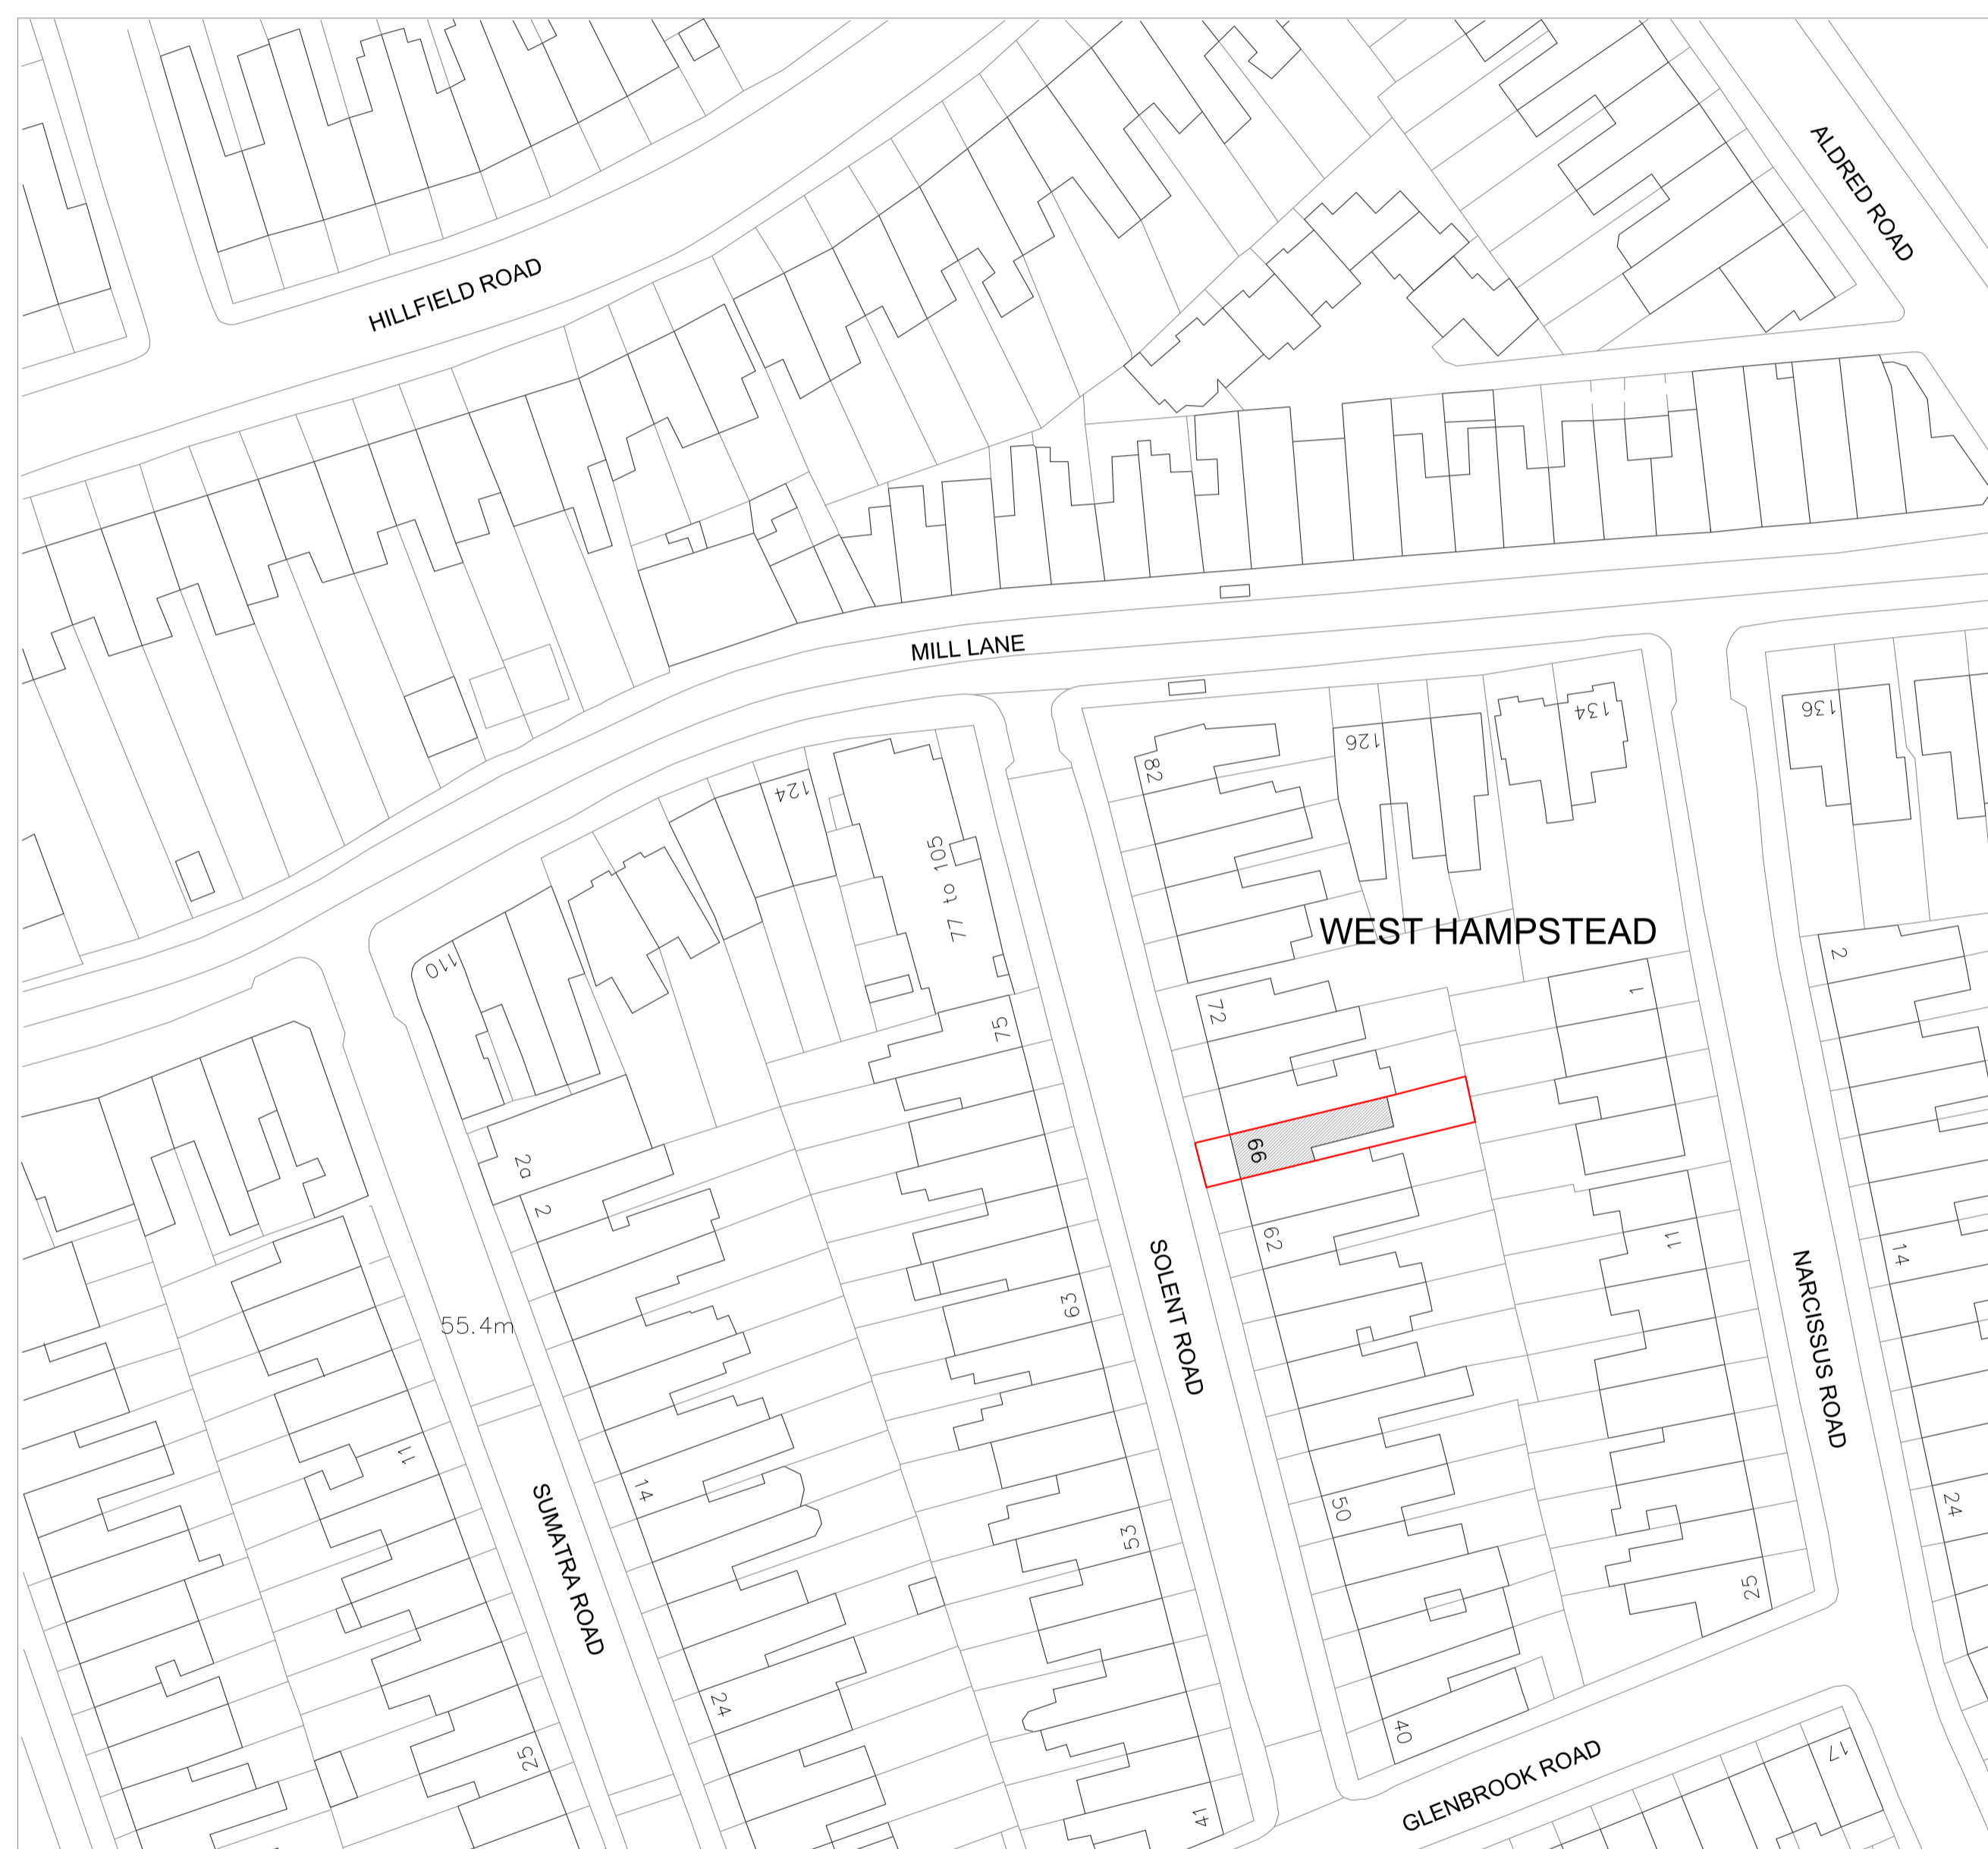 ALDRED ROAD
HILLFIELD ROAD
MILL LANE
134
136
126
28
124
77 to 105
WEST HAMPSTEAD
110
2
1
72
75
66
2a
2
62
11
14
63
55.4m
SOLENT ROAD
NARCISSUS ROAD
11
14
50
24
SUMATRA ROAD
53
25
24
40
25
17
GLENBROOK ROAD
41